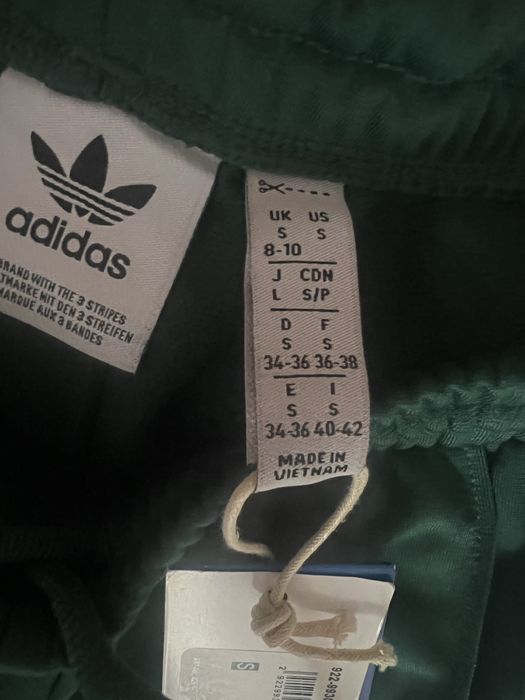 adidas
BRAND WITH THE 3 STRIPES
MARKE MIT DEN 3 STREIFEN
MARQUE AUX 3 BANDES
UK US
S S
8-10
J CDN
L S/P
D F
S S
34-36 36-38
E I
S S
34-36 40-42
MADE IN
VIETNAM
S